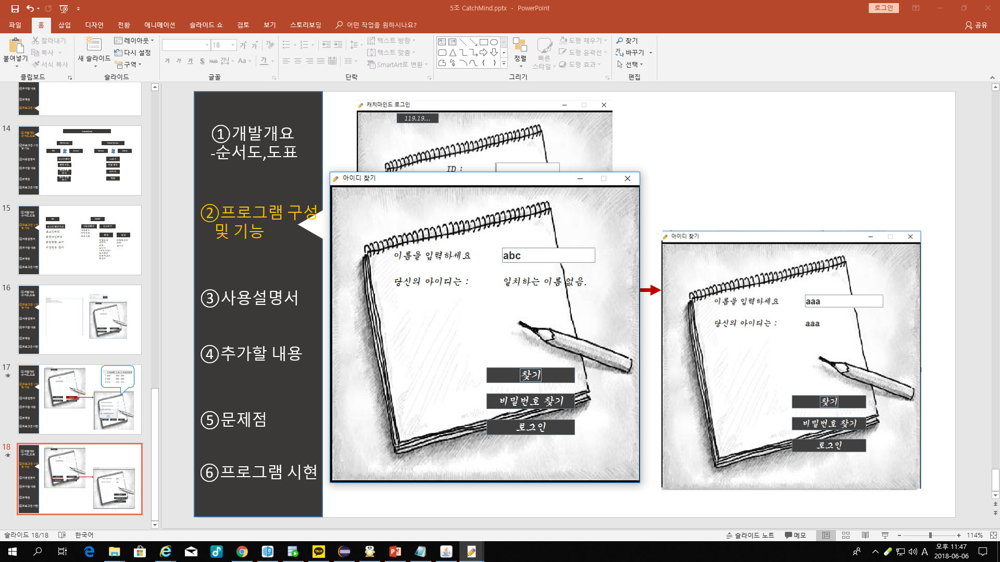 5조 CatchMind.pptx - PowerPoint
로그인
파일 홈 삽입 디자인 전환 애니메이션 슬라이드 쇼 검토 보기 스토리보딩 어떤 작업을 원하시나요? 공유
붙여넣기 잘라내기 복사 서식 복사
새 슬라이드 레이아웃 다시 설정 구역
18
텍스트 방향 텍스트 맞춤 SmartArt로 변환
정렬 빠른 스타일 도형 채우기 도형 윤곽선 도형 효과
찾기 바꾸기 선택
클립보드 슬라이드 글꼴 단락 그리기 편집
14
CatchMind
15
16
17
18
①개발개요
-순서도,도표
②프로그램 구성
및 기능
③사용설명서
④추가할 내용
⑤문제점
⑥프로그램 시현
캐치마인드 로그인
119.19...
ID :
아이디 찾기
이름을 입력하세요 abc
당신의 아이디는 : 일치하는 이름 없음.
찾기
비밀번호 찾기
로그인
아이디 찾기
이름을 입력하세요 aaa
당신의 아이디는 : aaa
찾기
비밀번호 찾기
로그인
슬라이드 18/18 한국어 슬라이드 노트 메모 114%
TALK
A 오후 11:47
2018-06-06